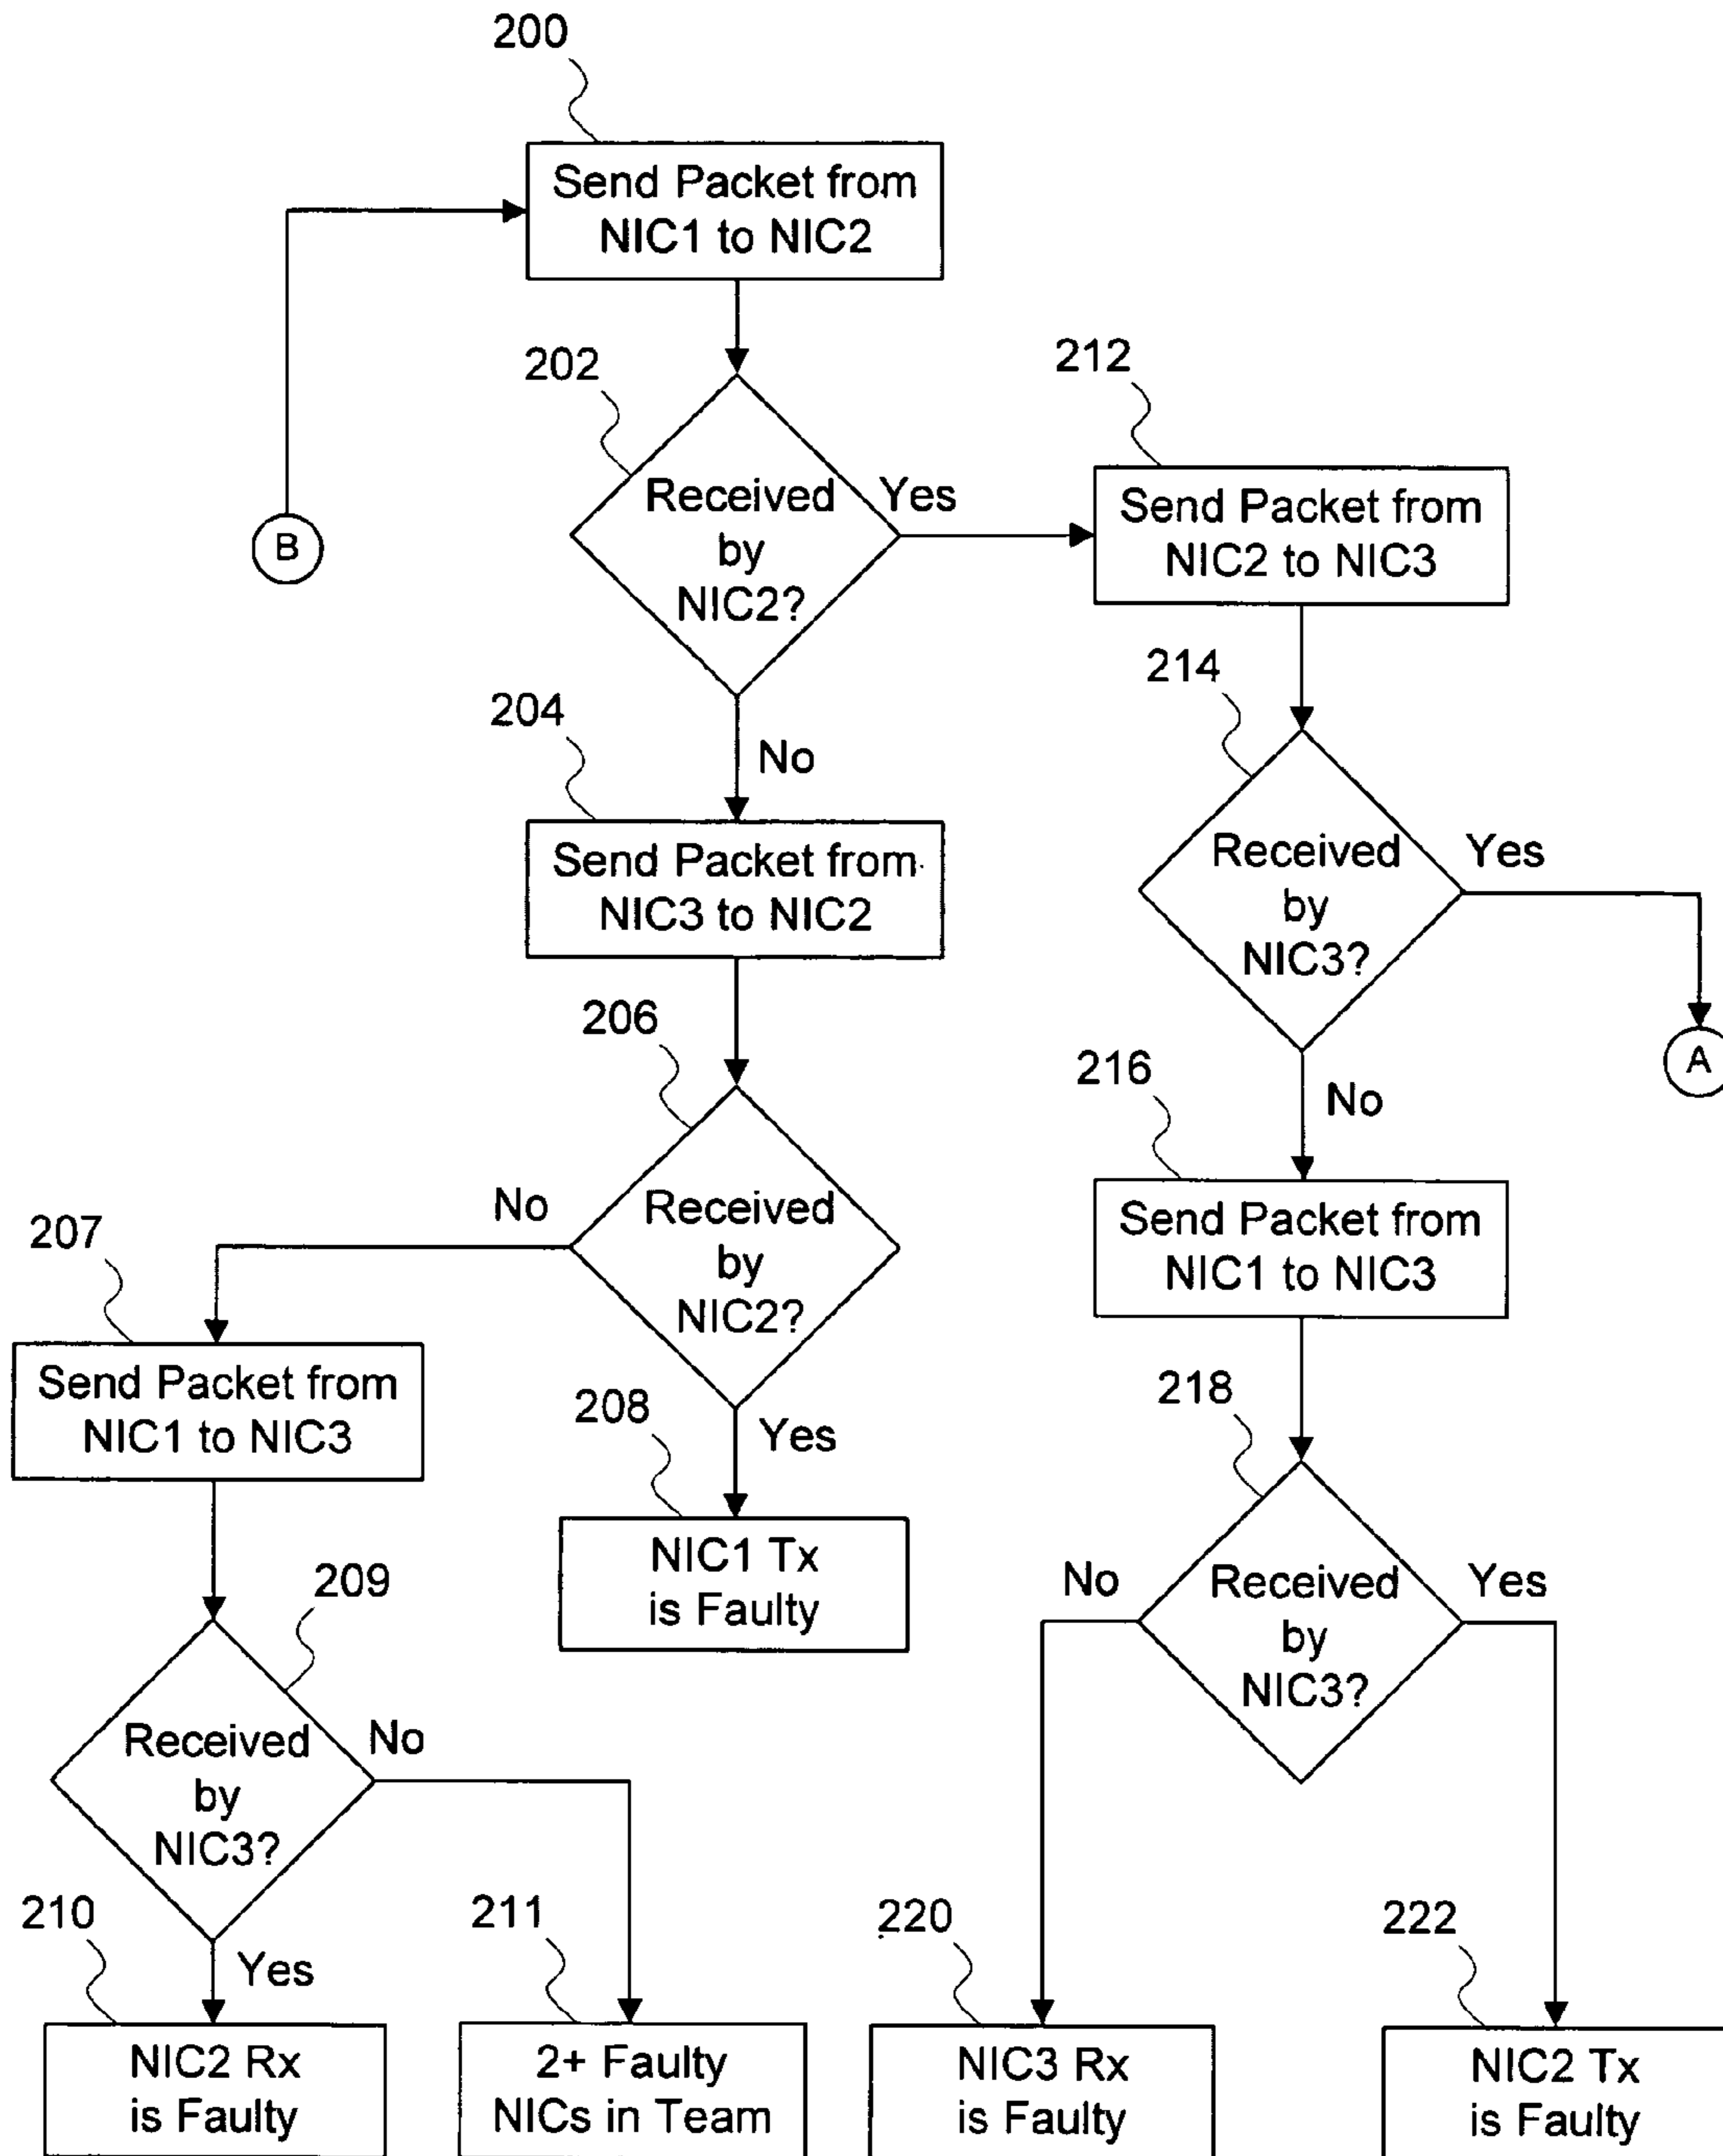 200
Send Packet from
NIC1 to NIC2
202
Received
by
NIC2?
Yes
212
Send Packet from
NIC2 to NIC3
B
No
204
Send Packet from
NIC3 to NIC2
214
Received
by
NIC3?
Yes
A
No
206
Received
by
NIC2?
No
Yes
216
Send Packet from
NIC1 to NIC3
207
Send Packet from
NIC1 to NIC3
208
NIC1 Tx
is Faulty
218
Received
by
NIC3?
No
Yes
209
Received
by
NIC3?
No
Yes
210
NIC2 Rx
is Faulty
211
2+ Faulty
NICs in Team
220
NIC3 Rx
is Faulty
222
NIC2 Tx
is Faulty